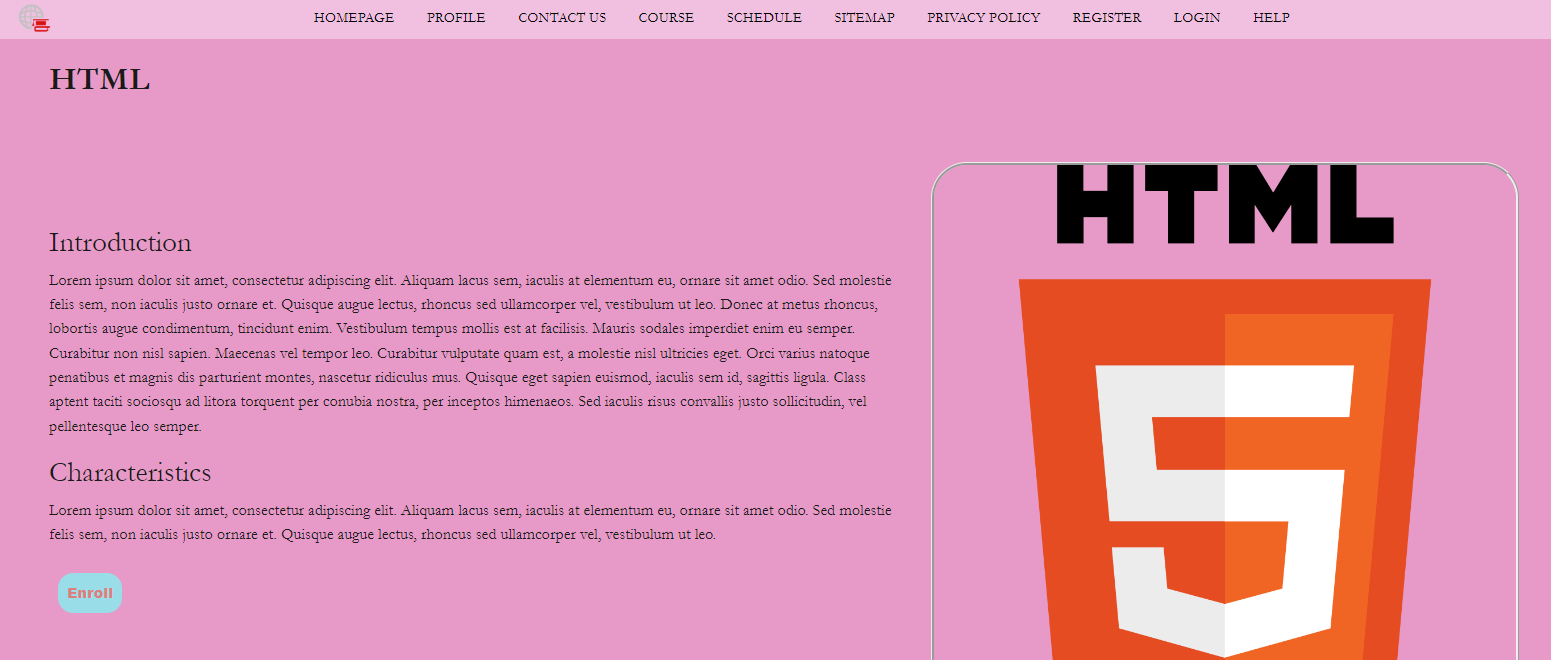 HOMEPAGE PROFILE CONTACT US COURSE SCHEDULE SITEMAP PRIVACY POLICY REGISTER LOGIN HELP
HTML
Introduction
Lorem ipsum dolor sit amet, consectetur adipiscing elit. Aliquam lacus sem, iaculis at elementum eu, ornare sit amet odio. Sed molestie
felis sem, non iaculis justo ornare et. Quisque augue lectus, rhoncus sed ullamcorper vel, vestibulum ut leo. Donec at metus rhoncus,
lobortis augue condimentum, tincidunt enim. Vestibulum tempus mollis est at facilisis. Mauris sodales imperdiet enim eu semper.
Curabitur non nisl sapien. Maecenas vel tempor leo. Curabitur vulputate quam est, a molestie nisl ultricies eget. Orci varius natoque
penatibus et magnis dis parturient montes, nascetur ridiculus mus. Quisque eget sapien euismod, iaculis sem id, sagittis ligula. Class
aptent taciti sociosqu ad litora torquent per conubia nostra, per inceptos himenaeos. Sed iaculis risus convallis justo sollicitudin, vel
pellentesque leo semper.
Characteristics
Lorem ipsum dolor sit amet, consectetur adipiscing elit. Aliquam lacus sem, iaculis at elementum eu, ornare sit amet odio. Sed molestie
felis sem, non iaculis justo ornare et. Quisque augue lectus, rhoncus sed ullamcorper vel, vestibulum ut leo.
Enroll
HTML
5